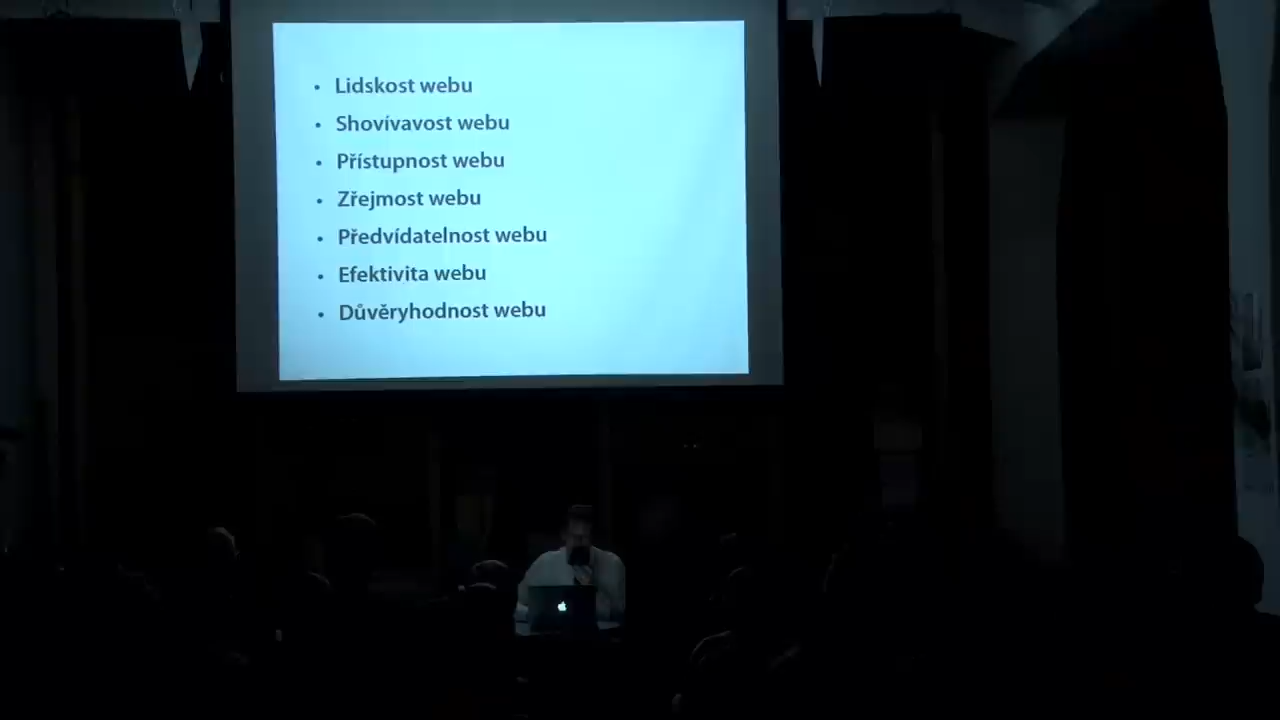 • Lidskost webu
• Shovívavost webu
• Přístupnost webu
• Zřejmost webu
• Předvídatelnost webu
• Efektivita webu
• Důvěryhodnost webu